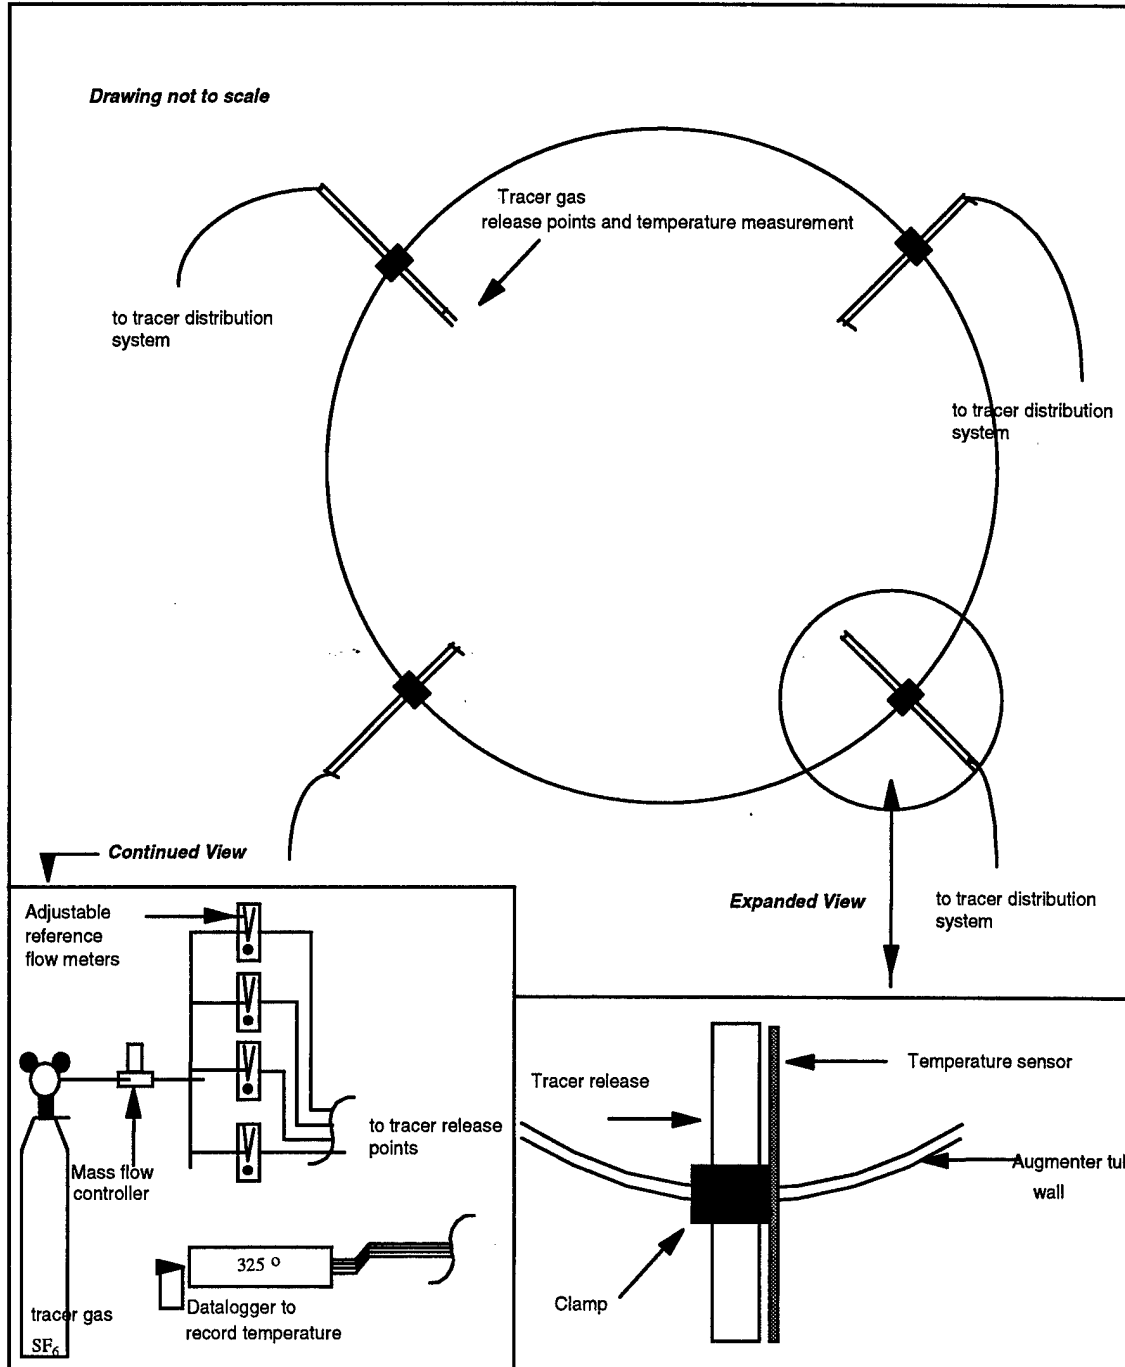 Drawing not to scale
Tracer gas
release points and temperature measurement
to tracer distribution
system
to tracer distribution
system
Continued View
Expanded View
to tracer distribution
system
Adjustable
reference
flow meters
Mass flow
controller
to tracer release
points
325 °
Datalogger to
record temperature
tracer gas
SF₆
Tracer release
Temperature sensor
Augmenter tu
wall
Clamp